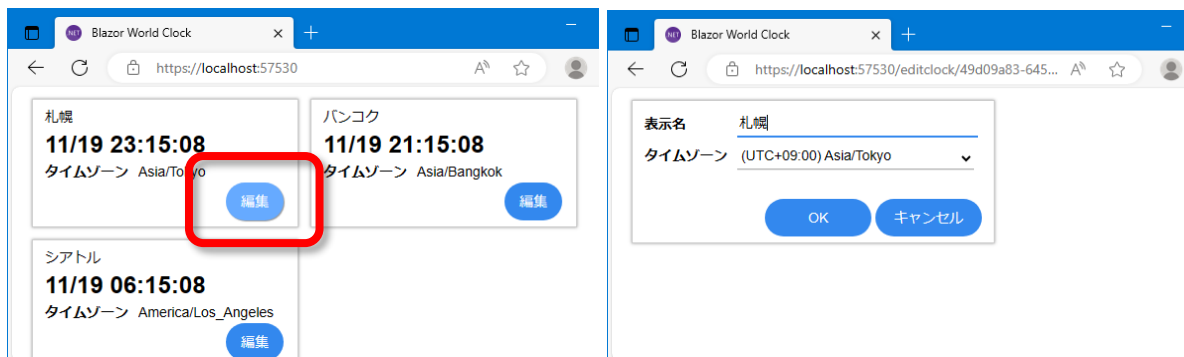 Blazor World Clock
https://localhost:57530
札幌
11/19 23:15:08
タイムゾーン Asia/Tokyo
編集
バンコク
11/19 21:15:08
タイムゾーン Asia/Bangkok
編集
シアトル
11/19 06:15:08
タイムゾーン America/Los_Angeles
編集
Blazor World Clock
https://localhost:57530/editclock/49d09a83-645...
表示名 札幌
タイムゾーン (UTC+09:00) Asia/Tokyo
OK キャンセル